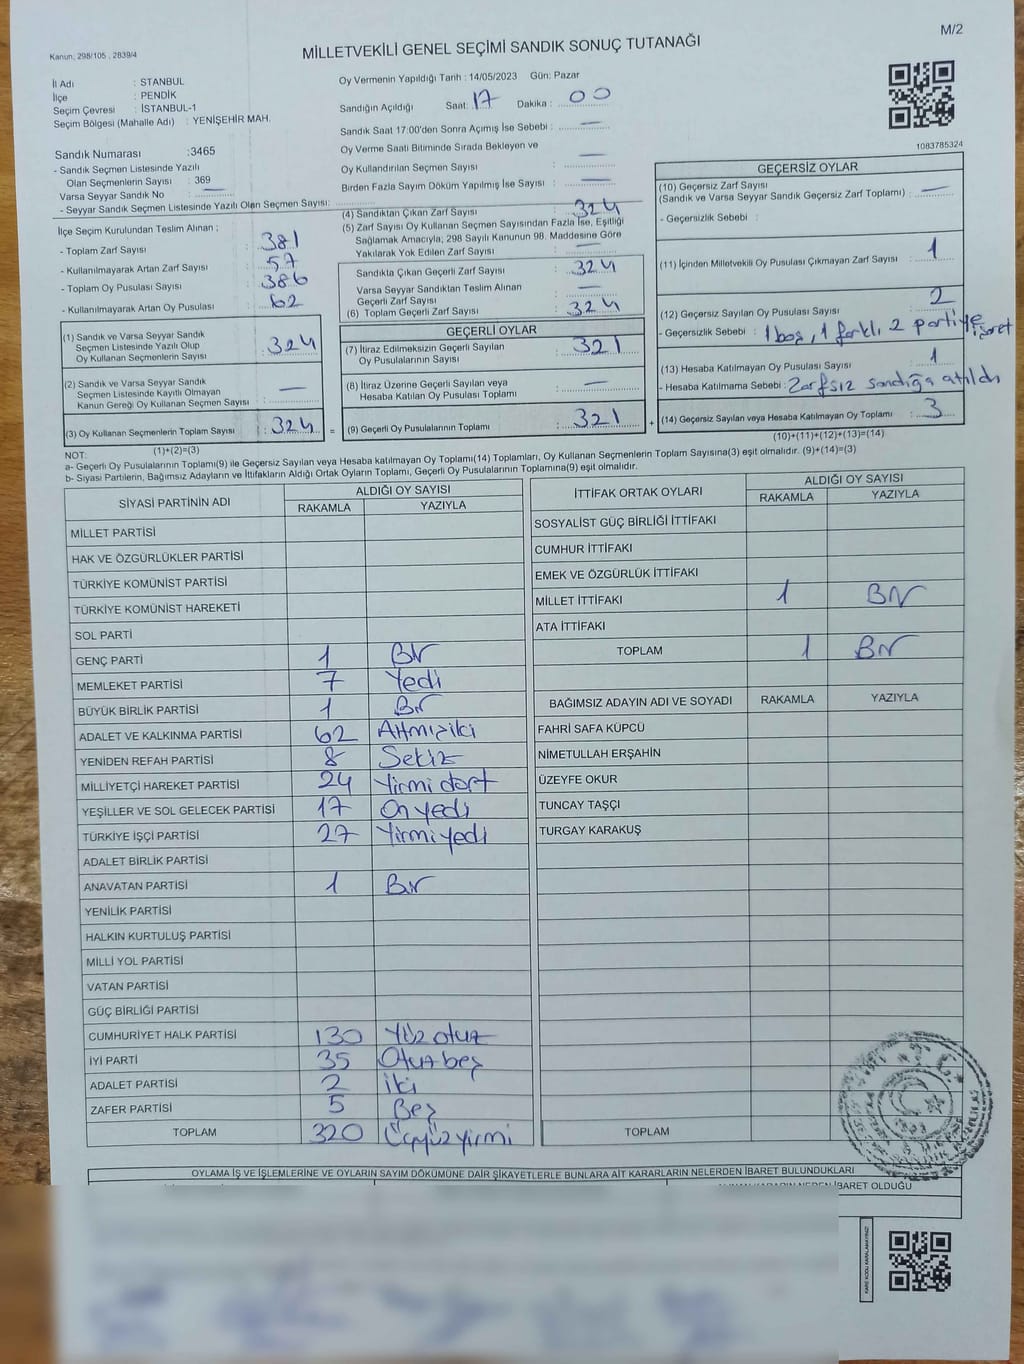 M/2
Kanun: 298/105 , 2839/4
MİLLETVEKİLİ GENEL SEÇİMİ SANDIK SONUÇ TUTANAĞI
İl Adı : STANBUL
İlçe : PENDİK
Seçim Çevresi : İSTANBUL-1
Seçim Bölgesi (Mahalle Adı) : YENİŞEHİR MAH.
Oy Vermenin Yapıldığı Tarih : 14/05/2023 Gün: Pazar
Sandığın Açıldığı Saat: 17 Dakika : 00
Sandık Saat 17:00'den Sonra Açımış İse Sebebi : —
Oy Verme Saati Bitiminde Sırada Bekleyen ve
Oy Kullandırılan Seçmen Sayısı : —
Birden Fazla Sayım Döküm Yapılmış İse Sayısı : —
1083785324
Sandık Numarası :3465
- Sandık Seçmen Listesinde Yazılı
Olan Seçmenlerin Sayısı : 369
Varsa Seyyar Sandık No : —
- Seyyar Sandık Seçmen Listesinde Yazılı Olan Seçmen Sayısı:
İlçe Seçim Kurulundan Teslim Alınan ;
- Toplam Zarf Sayısı : 381
- Kullanılmayarak Artan Zarf Sayısı : 57
- Toplam Oy Pusulası Sayısı : 386
- Kullanılmayarak Artan Oy Pusulası : 62
(1) Sandık ve Varsa Seyyar Sandık
Seçmen Listesinde Yazılı Olup
Oy Kullanan Seçmenlerin Sayısı : 324
(2) Sandık ve Varsa Seyyar Sandık
Seçmen Listesinde Kayıtlı Olmayan
Kanun Gereği Oy Kullanan Seçmen Sayısı : —
(3) Oy Kullanan Seçmenlerin Toplam Sayısı : 324
(1)+(2)=(3)
(4) Sandıktan Çıkan Zarf Sayısı : 324
(5) Zarf Sayısı Oy Kullanan Seçmen Sayısından Fazla İse, Eşitliği
Sağlamak Amacıyla; 298 Sayılı Kanunun 98. Maddesine Göre
Yakılarak Yok Edilen Zarf Sayısı : —
Sandıkta Çıkan Geçerli Zarf Sayısı : 324
Varsa Seyyar Sandıktan Teslim Alınan
Geçerli Zarf Sayısı : —
(6) Toplam Geçerli Zarf Sayısı : 324
GEÇERLİ OYLAR
(7) İtiraz Edilmeksizin Geçerli Sayılan
Oy Pusulalarının Sayısı : 321
(8) İtiraz Üzerine Geçerli Sayılan veya
Hesaba Katılan Oy Pusulası Toplamı : —
= (9) Geçerli Oy Pusulalarının Toplamı : 321 +
GEÇERSİZ OYLAR
(10) Geçersiz Zarf Sayısı
(Sandık ve Varsa Seyyar Sandık Geçersiz Zarf Toplamı) : —
- Geçersizlik Sebebi :
(11) İçinden Milletvekili Oy Pusulası Çıkmayan Zarf Sayısı : 1
(12) Geçersiz Sayılan Oy Pusulası Sayısı : 2
- Geçersizlik Sebebi : 1 boş, 1 farklı 2 partiye işaret
(13) Hesaba Katılmayan Oy Pusulası Sayısı : 1
- Hesaba Katılmama Sebebi : Zarfsız sandığa atıldı
(14) Geçersiz Sayılan veya Hesaba Katılmayan Oy Toplamı : 3
(10)+(11)+(12)+(13)=(14)
NOT:
a- Geçerli Oy Pusulalarının Toplamı(9) ile Geçersiz Sayılan veya Hesaba katılmayan Oy Toplamı(14) Toplamları, Oy Kullanan Seçmenlerin Toplam Sayısına(3) eşit olmalıdır. (9)+(14)=(3)
b- Siyasi Partilerin, Bağımsız Adayların ve İttifakların Aldığı Ortak Oyların Toplamı, Geçerli Oy Pusulalarının Toplamına(9) eşit olmalıdır.
SİYASİ PARTİNİN ADI ALDIĞI OY SAYISI
RAKAMLA YAZIYLA
MİLLET PARTİSİ
HAK VE ÖZGÜRLÜKLER PARTİSİ
TÜRKİYE KOMÜNİST PARTİSİ
TÜRKİYE KOMÜNİST HAREKETİ
SOL PARTİ
GENÇ PARTİ 1 Bir
MEMLEKET PARTİSİ 7 Yedi
BÜYÜK BİRLİK PARTİSİ 1 Bir
ADALET VE KALKINMA PARTİSİ 62 Altmışiki
YENİDEN REFAH PARTİSİ 8 Sekiz
MİLLİYETÇİ HAREKET PARTİSİ 24 Yirmi dört
YEŞİLLER VE SOL GELECEK PARTİSİ 17 On yedi
TÜRKİYE İŞÇİ PARTİSİ 27 Yirmi yedi
ADALET BİRLİK PARTİSİ
ANAVATAN PARTİSİ 1 Bir
YENİLİK PARTİSİ
HALKIN KURTULUŞ PARTİSİ
MİLLİ YOL PARTİSİ
VATAN PARTİSİ
GÜÇ BİRLİĞİ PARTİSİ
CUMHURİYET HALK PARTİSİ 130 Yüz otuz
İYİ PARTİ 35 Otuz beş
ADALET PARTİSİ 2 İki
ZAFER PARTİSİ 5 Beş
TOPLAM 320 Üçyüzyirmi
İTTİFAK ORTAK OYLARI ALDIĞI OY SAYISI
RAKAMLA YAZIYLA
SOSYALİST GÜÇ BİRLİĞİ İTTİFAKI
CUMHUR İTTİFAKI
EMEK VE ÖZGÜRLÜK İTTİFAKI
MİLLET İTTİFAKI 1 Bir
ATA İTTİFAKI
TOPLAM 1 Bir
BAĞIMSIZ ADAYIN ADI VE SOYADI RAKAMLA YAZIYLA
FAHRİ SAFA KÜPCÜ
NİMETULLAH ERŞAHİN
ÜZEYFE OKUR
TUNCAY TAŞÇI
TURGAY KARAKUŞ
TOPLAM
OYLAMA İŞ VE İŞLEMLERİNE VE OYLARIN SAYIM DÖKÜMÜNE DAİR ŞİKAYETLERLE BUNLARA AİT KARARLARIN NELERDEN İBARET BULUNDUKLARI
İBARET OLDUĞU
KARE KODU KARALAMAYINIZ